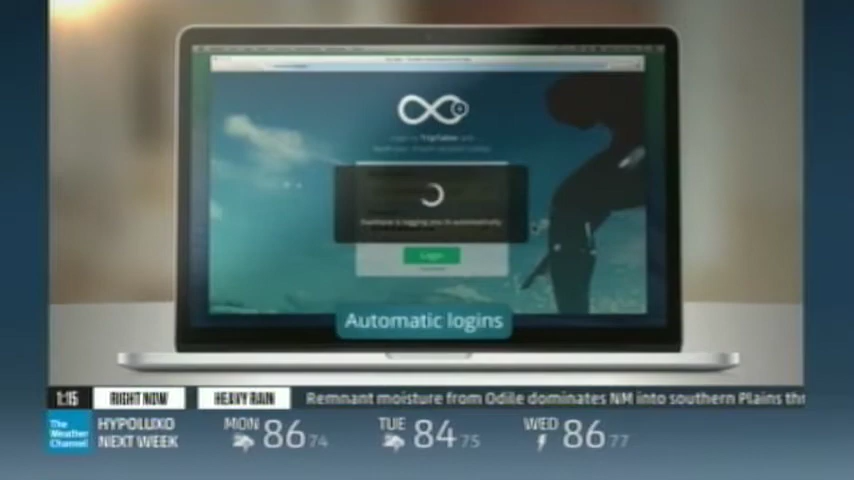 Login
Automatic logins
1:15
RIGHT NOW
HEAVY RAIN
Remnant moisture from Odile dominates NM into southern Plains thr
The
Weather
Channel
HYPOLUXO
NEXT WEEK
MON
86 74
TUE
84 75
WED
86 77